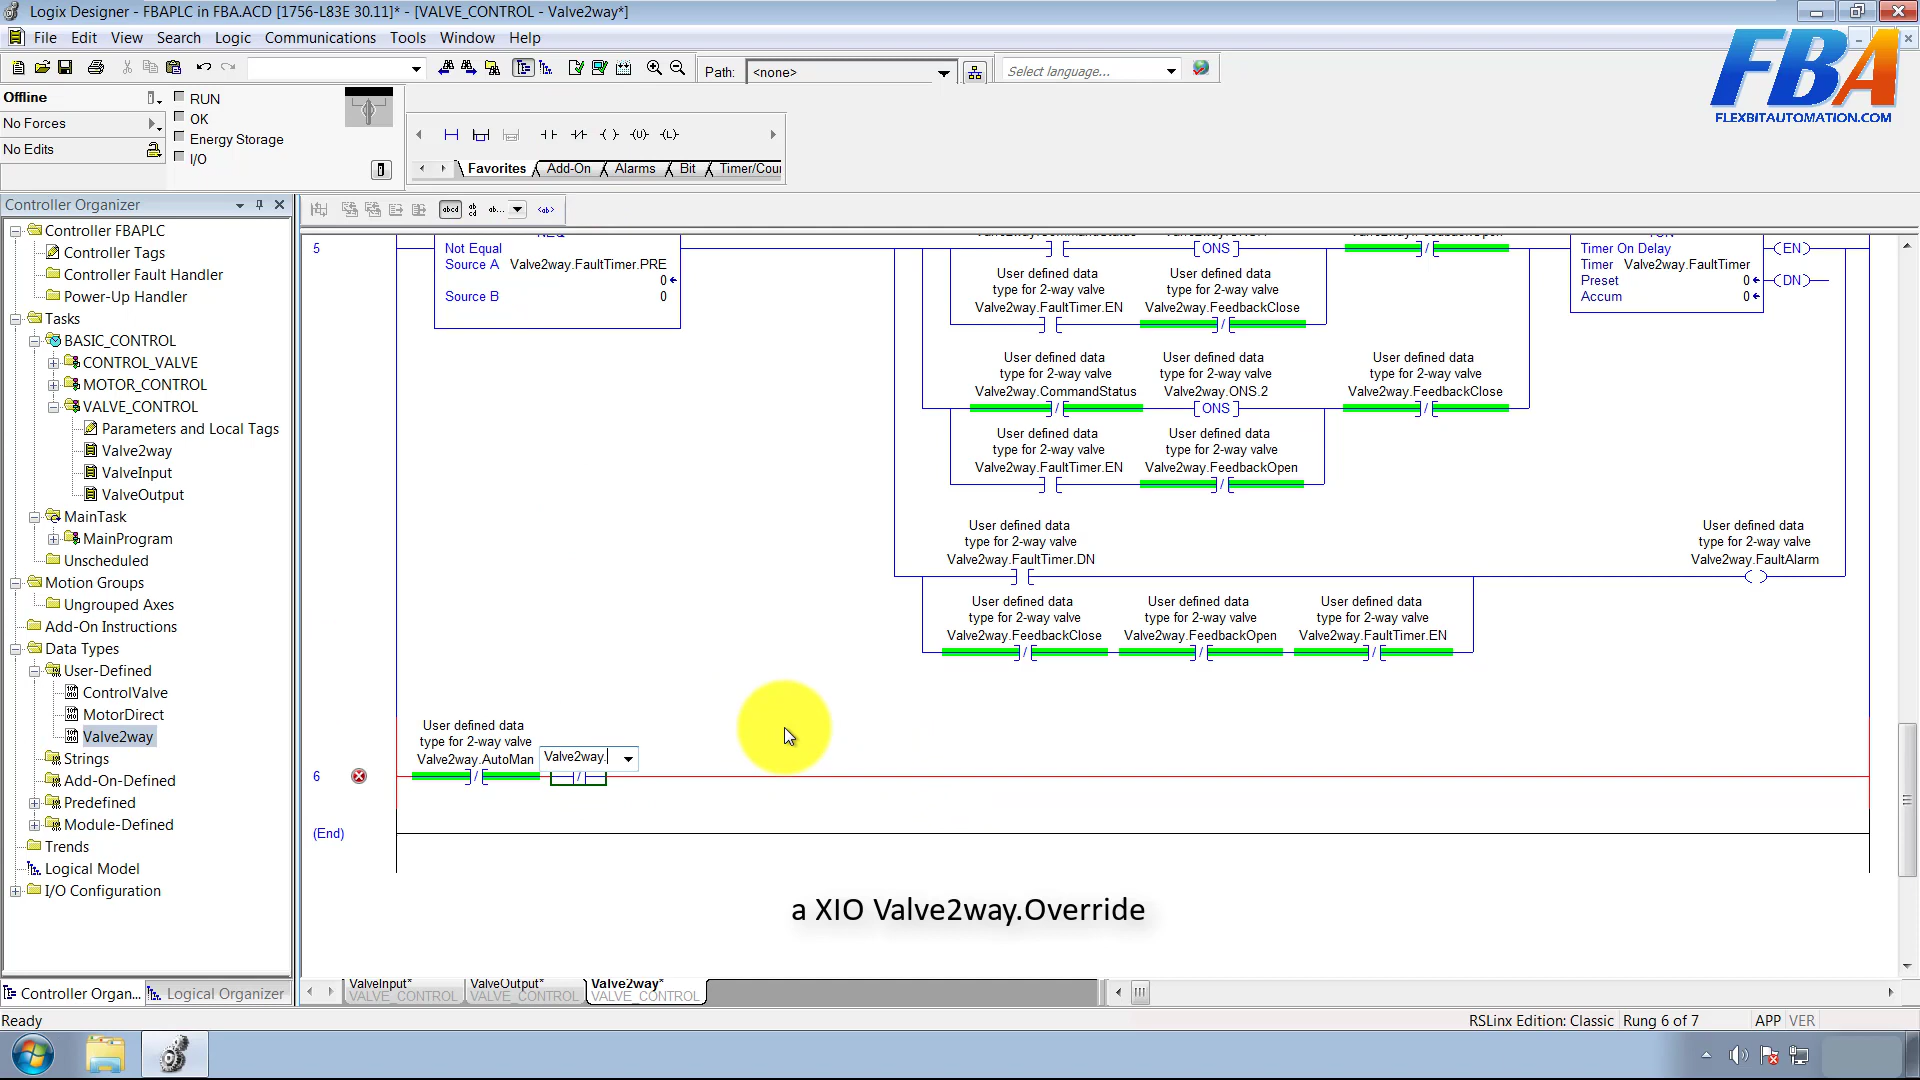 Logix Designer - FBAPLC in FBA.ACD [1756-L83E 30.11]* - [VALVE_CONTROL - Valve2way*]
File Edit View Search Logic Communications Tools Window Help
Path: <none>
Select language...
FBA
FLEXBITAUTOMATION.COM
Offline
RUN
No Forces
OK
Energy Storage
No Edits
I/O
Favorites Add-On Alarms Bit Timer/Cou
Controller Organizer
Controller FBAPLC
Controller Tags
Controller Fault Handler
Power-Up Handler
Tasks
BASIC_CONTROL
CONTROL_VALVE
MOTOR_CONTROL
VALVE_CONTROL
Parameters and Local Tags
Valve2way
ValveInput
ValveOutput
MainTask
MainProgram
Unscheduled
Motion Groups
Ungrouped Axes
Add-On Instructions
Data Types
User-Defined
ControlValve
MotorDirect
Valve2way
Strings
Add-On-Defined
Predefined
Module-Defined
Trends
Logical Model
I/O Configuration
Controller Organ...
Logical Organizer
5
Not Equal
Source A Valve2way.FaultTimer.PRE
0
Source B 0
ONS
Timer On Delay
Timer Valve2way.FaultTimer
Preset 0
Accum 0
EN
DN
User defined data
type for 2-way valve
Valve2way.FaultTimer.EN
User defined data
type for 2-way valve
Valve2way.FeedbackClose
User defined data
type for 2-way valve
Valve2way.CommandStatus
User defined data
type for 2-way valve
Valve2way.ONS.2
ONS
User defined data
type for 2-way valve
Valve2way.FeedbackClose
User defined data
type for 2-way valve
Valve2way.FaultTimer.EN
User defined data
type for 2-way valve
Valve2way.FeedbackOpen
User defined data
type for 2-way valve
Valve2way.FaultTimer.DN
User defined data
type for 2-way valve
Valve2way.FaultAlarm
User defined data
type for 2-way valve
Valve2way.FeedbackClose
User defined data
type for 2-way valve
Valve2way.FeedbackOpen
User defined data
type for 2-way valve
Valve2way.FaultTimer.EN
User defined data
type for 2-way valve
Valve2way.AutoMan
Valve2way.
6
(End)
a XIO Valve2way.Override
ValveInput*
VALVE_CONTROL
ValveOutput*
VALVE_CONTROL
Valve2way*
VALVE_CONTROL
Ready
RSLinx Edition: Classic Rung 6 of 7 APP VER